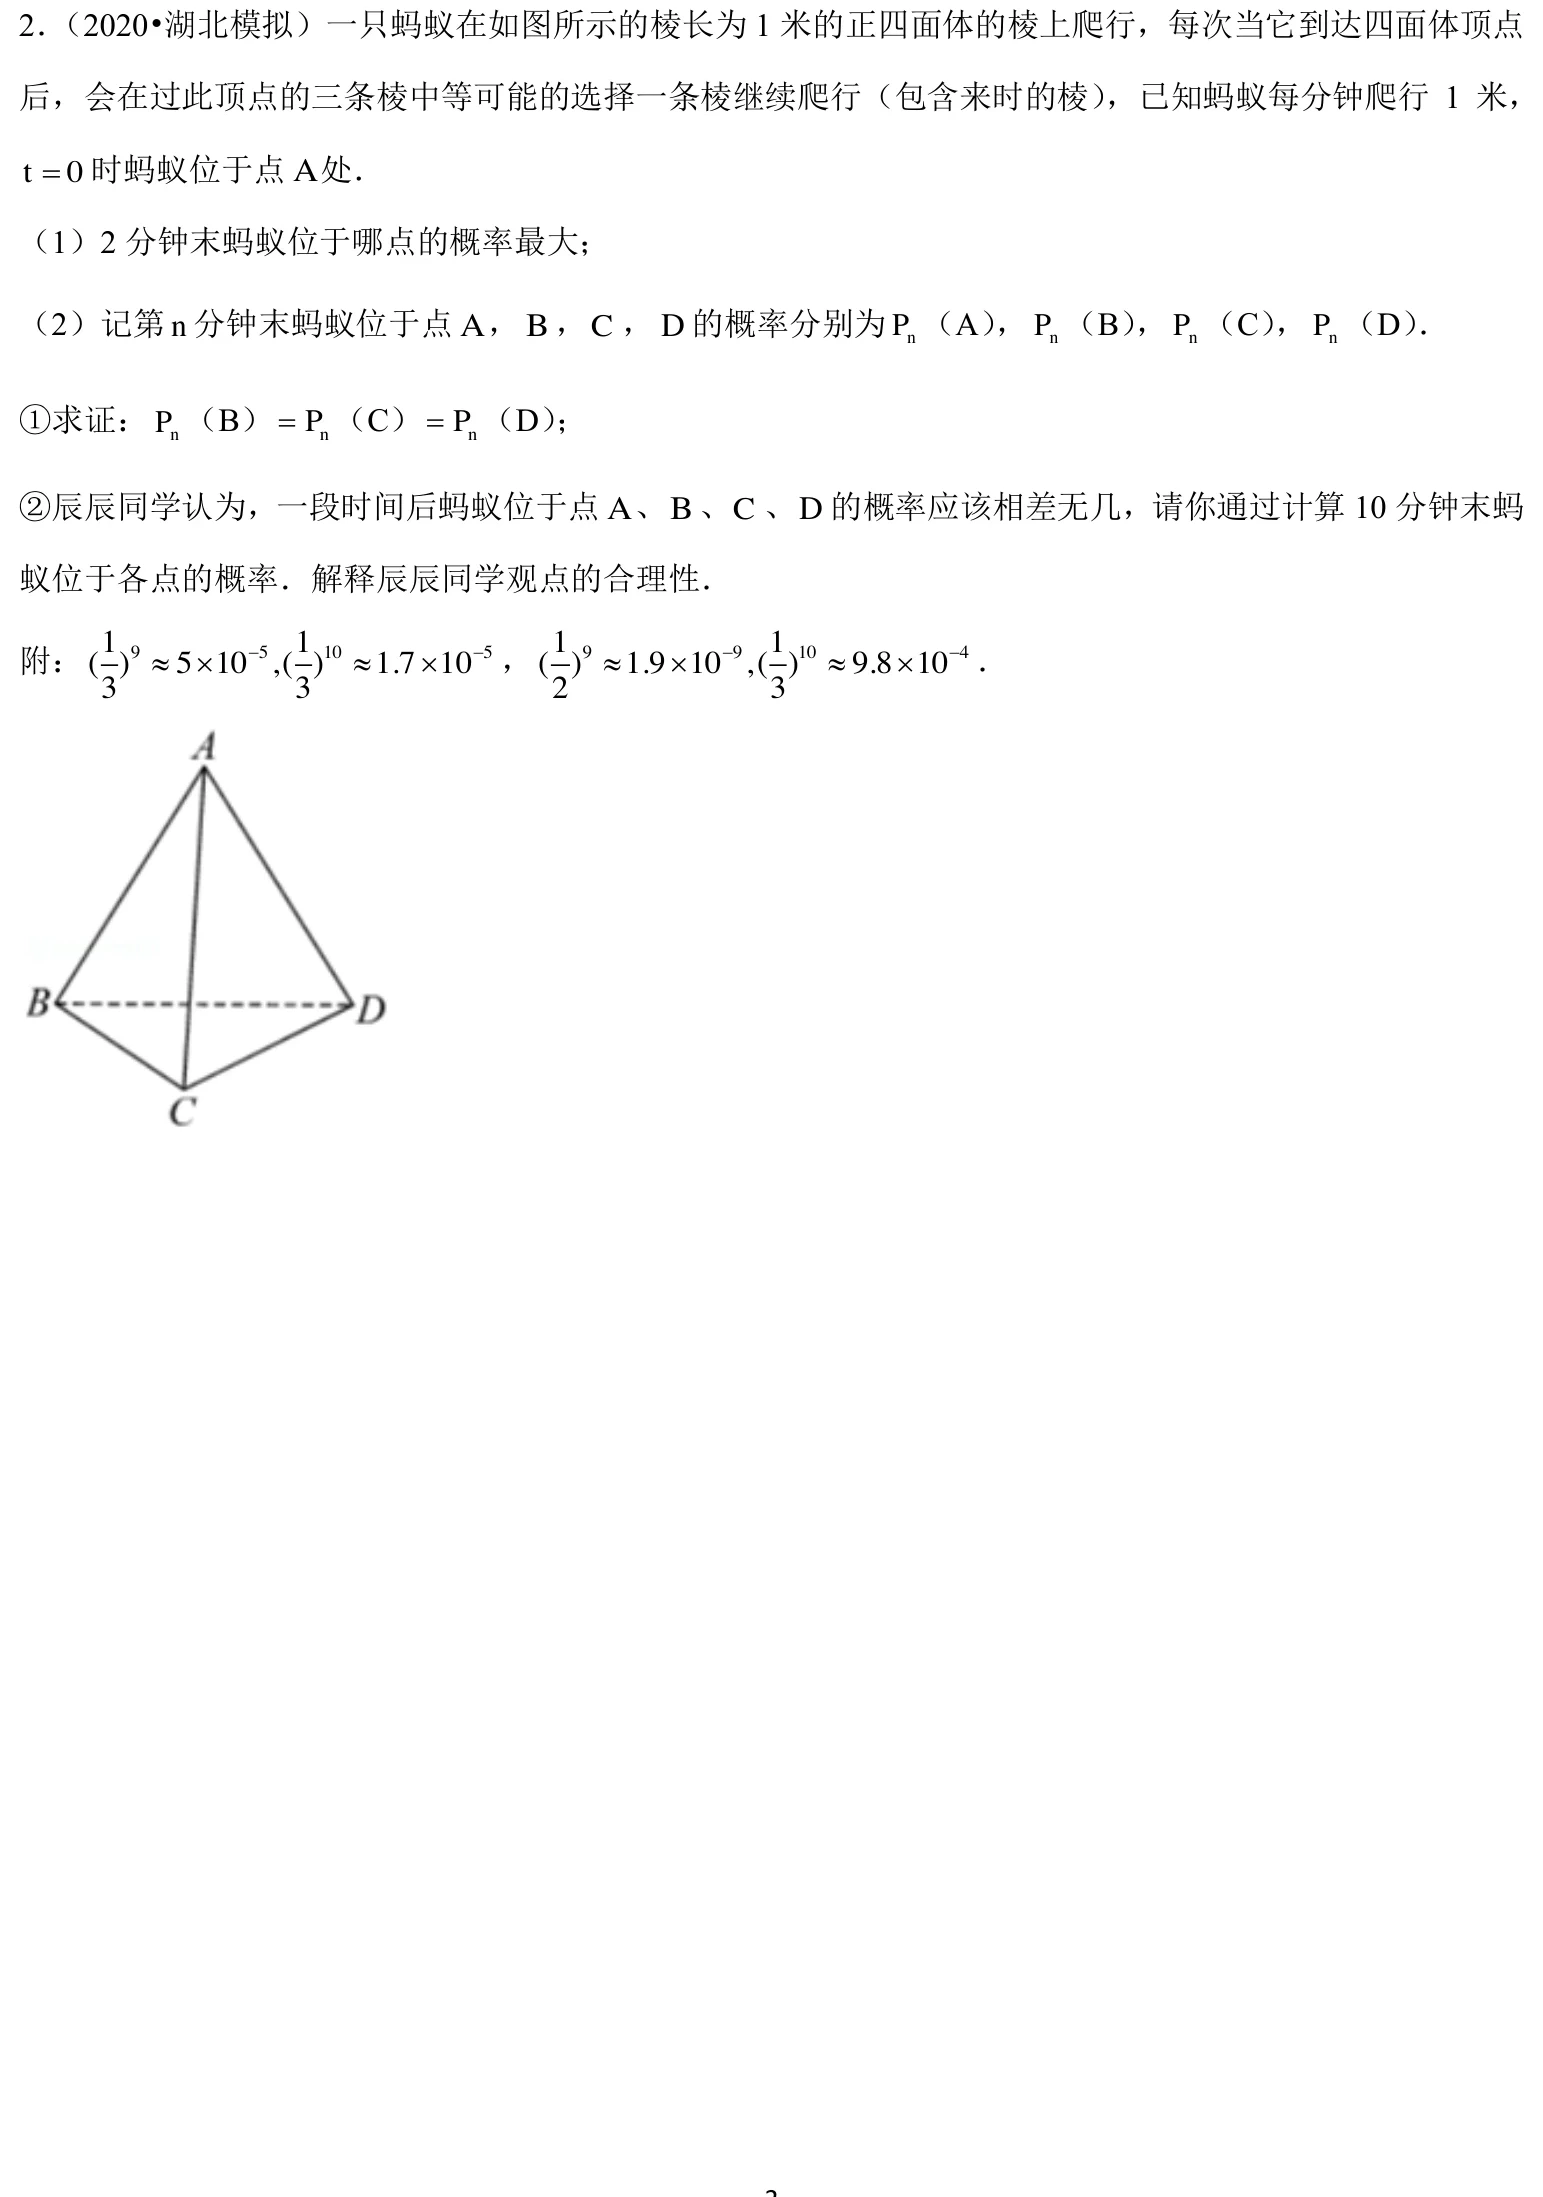 2.（2020•湖北模拟）一只蚂蚁在如图所示的棱长为 1 米的正四面体的棱上爬行，每次当它到达四面体顶点
后，会在过此顶点的三条棱中等可能的选择一条棱继续爬行（包含来时的棱），已知蚂蚁每分钟爬行 1 米，
t = 0 时蚂蚁位于点 A 处．
（1）2 分钟末蚂蚁位于哪点的概率最大；
（2）记第 n 分钟末蚂蚁位于点 A， B， C， D 的概率分别为 Pₙ（A）， Pₙ（B）， Pₙ（C）， Pₙ（D）．
①求证： Pₙ（B）= Pₙ（C）= Pₙ（D）；
②辰辰同学认为，一段时间后蚂蚁位于点 A、 B、 C、 D 的概率应该相差无几，请你通过计算 10 分钟末蚂
蚁位于各点的概率．解释辰辰同学观点的合理性．
附： (1/3)⁹ ≈ 5×10⁻⁵,(1/3)¹⁰ ≈ 1.7×10⁻⁵， (1/2)⁹ ≈ 1.9×10⁻⁹,(1/3)¹⁰ ≈ 9.8×10⁻⁴．
A
B
D
C